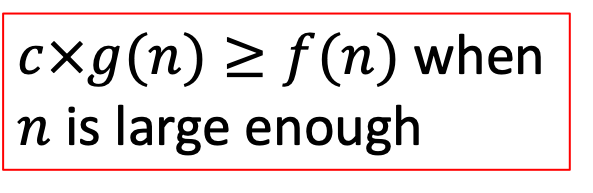 c×g(n) ≥ f(n) when
n is large enough